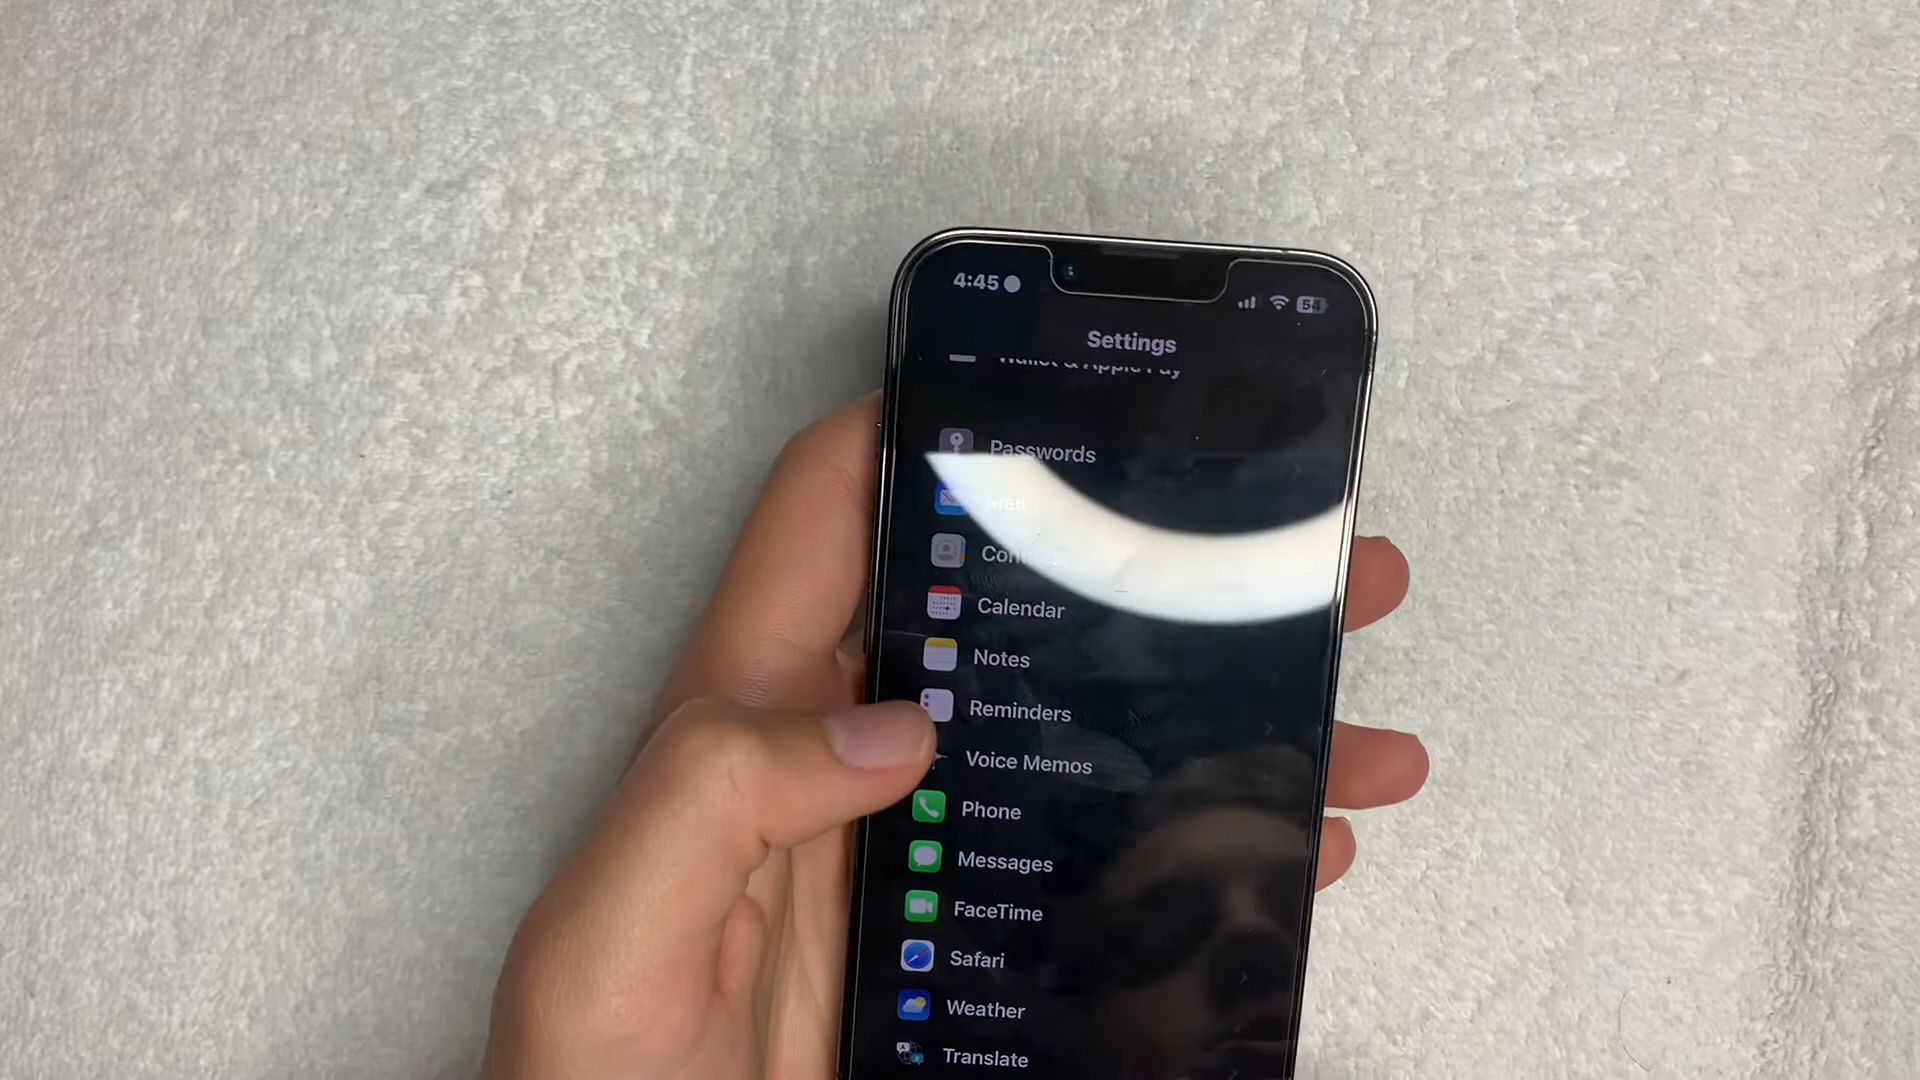 4:45
54
Settings
Wallet & Apple Pay
Passwords
Mail
Calendar
Notes
Reminders
Voice Memos
Phone
Messages
FaceTime
Safari
Weather
Translate